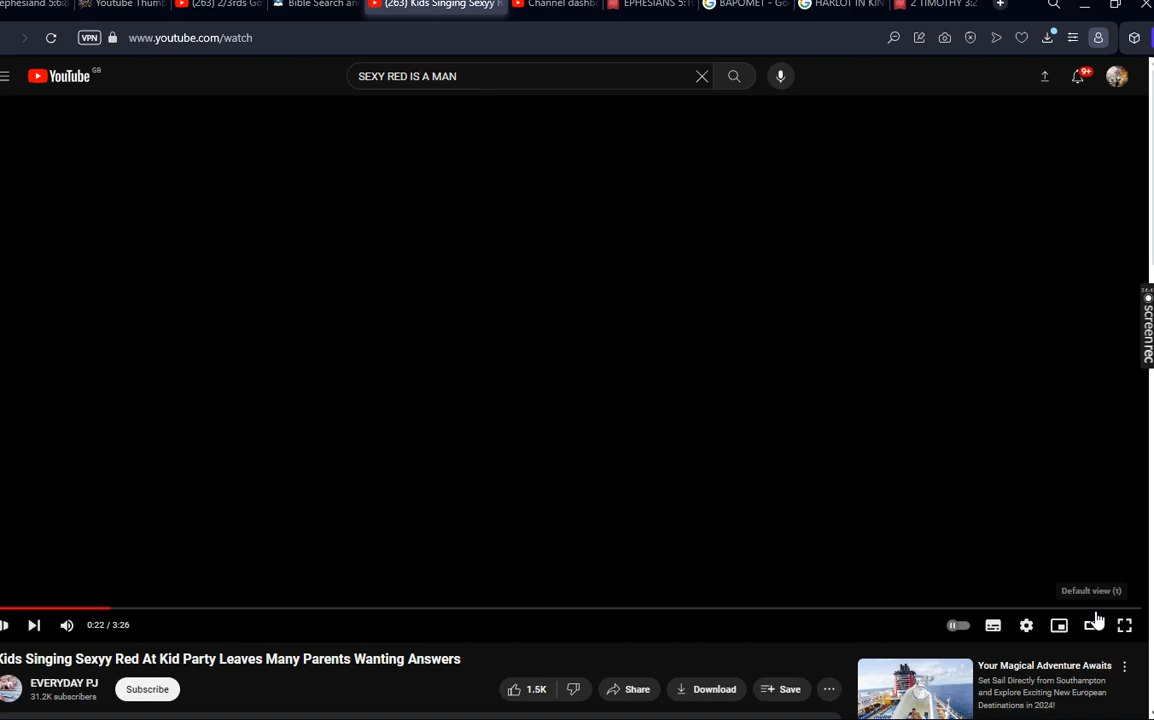 ephesiand 5:6:8 Youtube Thumb (263) 2/3rds Go Bible Search an (263) Kids Singing Sexyy R Channel dashb EPHESIANS 5:1 BAPOMET - Go HARLOT IN KIN 2 TIMOTHY 3:2
VPN www.youtube.com/watch
YouTube GB SEXY RED IS A MAN 9+
screenrec
Default view (t)
0:22 / 3:26
Kids Singing Sexyy Red At Kid Party Leaves Many Parents Wanting Answers
EVERYDAY PJ
31.2K subscribers
Subscribe 1.5K Share Download Save
Your Magical Adventure Awaits
Set Sail Directly from Southampton
and Explore Exciting New European
Destinations in 2024!